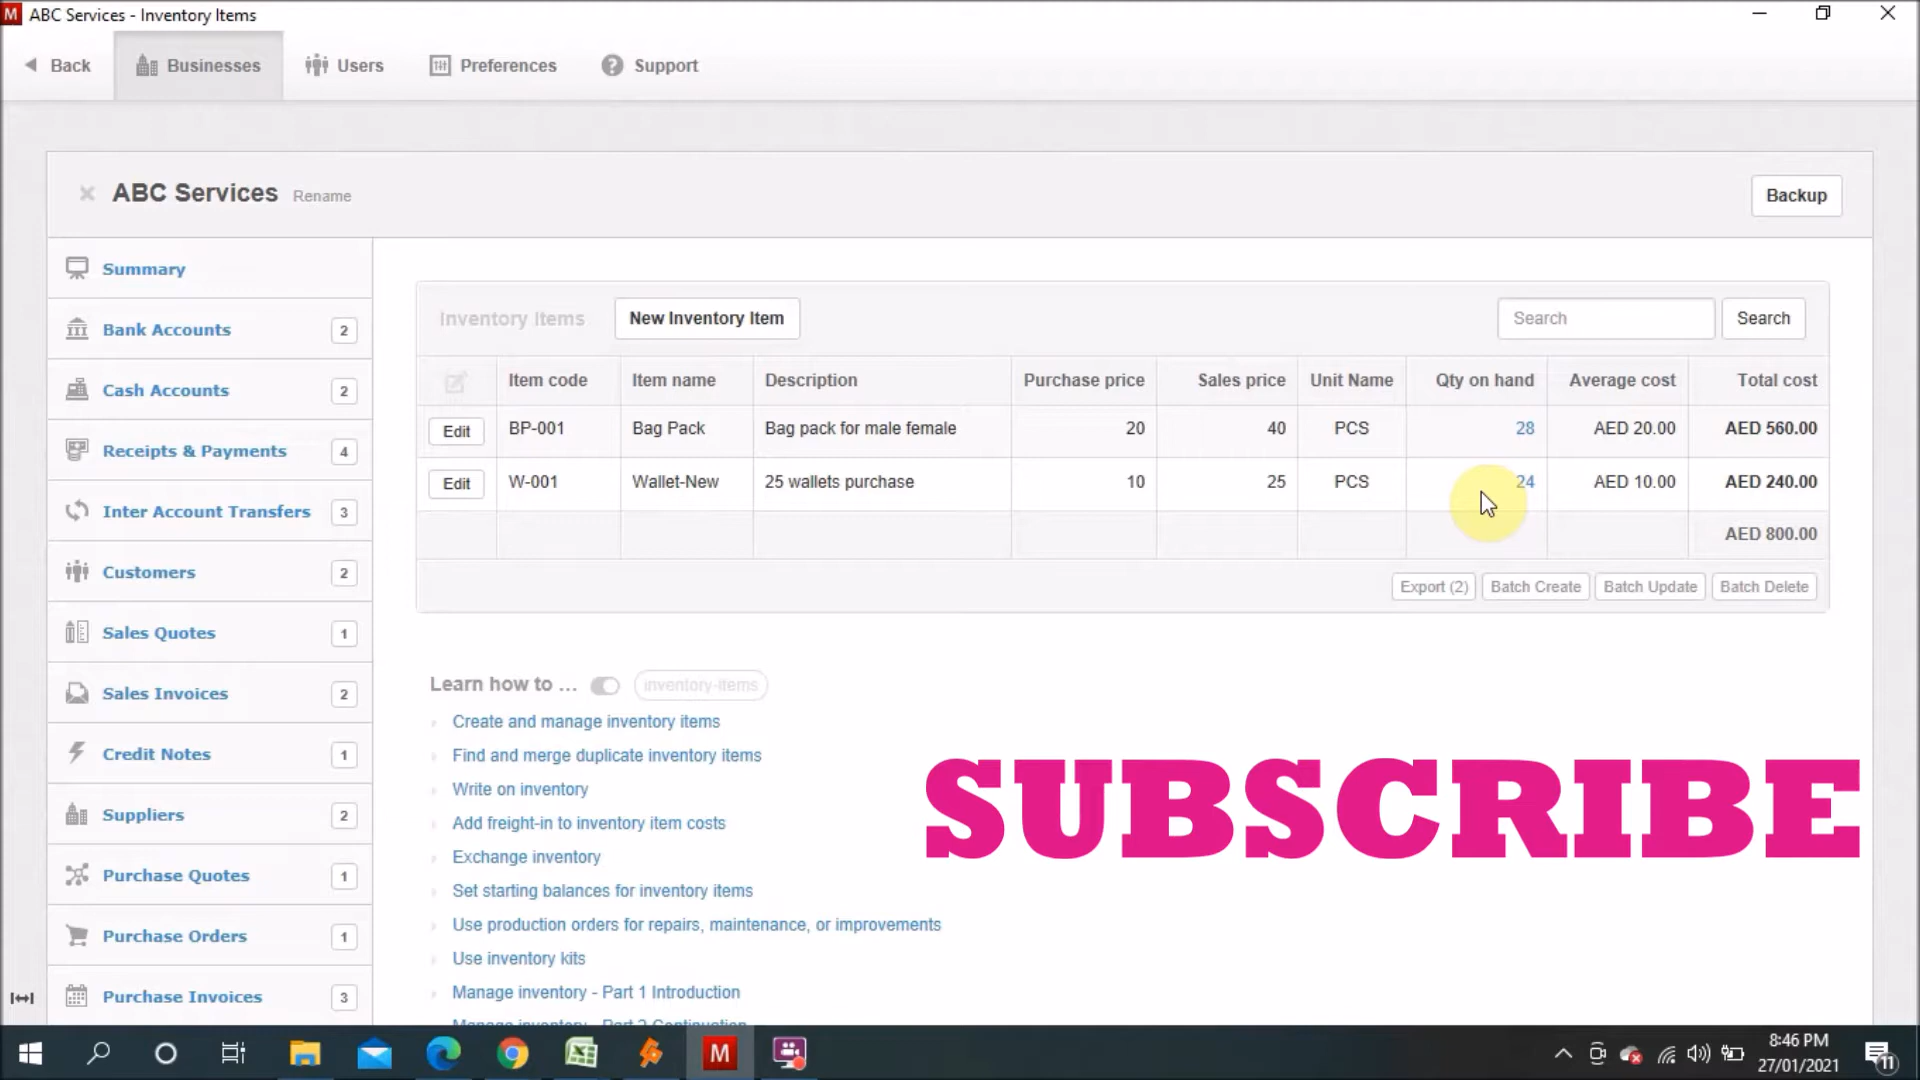 M ABC Services - Inventory Items
Back Businesses Users Preferences Support
ABC Services Rename Backup
Summary
Bank Accounts 2
Cash Accounts 2
Receipts & Payments 4
Inter Account Transfers 3
Customers 2
Sales Quotes 1
Sales Invoices 2
Credit Notes 1
Suppliers 2
Purchase Quotes 1
Purchase Orders 1
Purchase Invoices 3
Inventory Items New Inventory Item Search Search
Item code Item name Description Purchase price Sales price Unit Name Qty on hand Average cost Total cost
Edit BP-001 Bag Pack Bag pack for male female 20 40 PCS 28 AED 20.00 AED 560.00
Edit W-001 Wallet-New 25 wallets purchase 10 25 PCS 24 AED 10.00 AED 240.00
AED 800.00
Export (2) Batch Create Batch Update Batch Delete
Learn how to ... inventory-items
Create and manage inventory items
Find and merge duplicate inventory items
Write on inventory
Add freight-in to inventory item costs
Exchange inventory
Set starting balances for inventory items
Use production orders for repairs, maintenance, or improvements
Use inventory kits
Manage inventory - Part 1 Introduction
Manage inventory - Part 2 Continuation
SUBSCRIBE
M
8:46 PM
27/01/2021
11